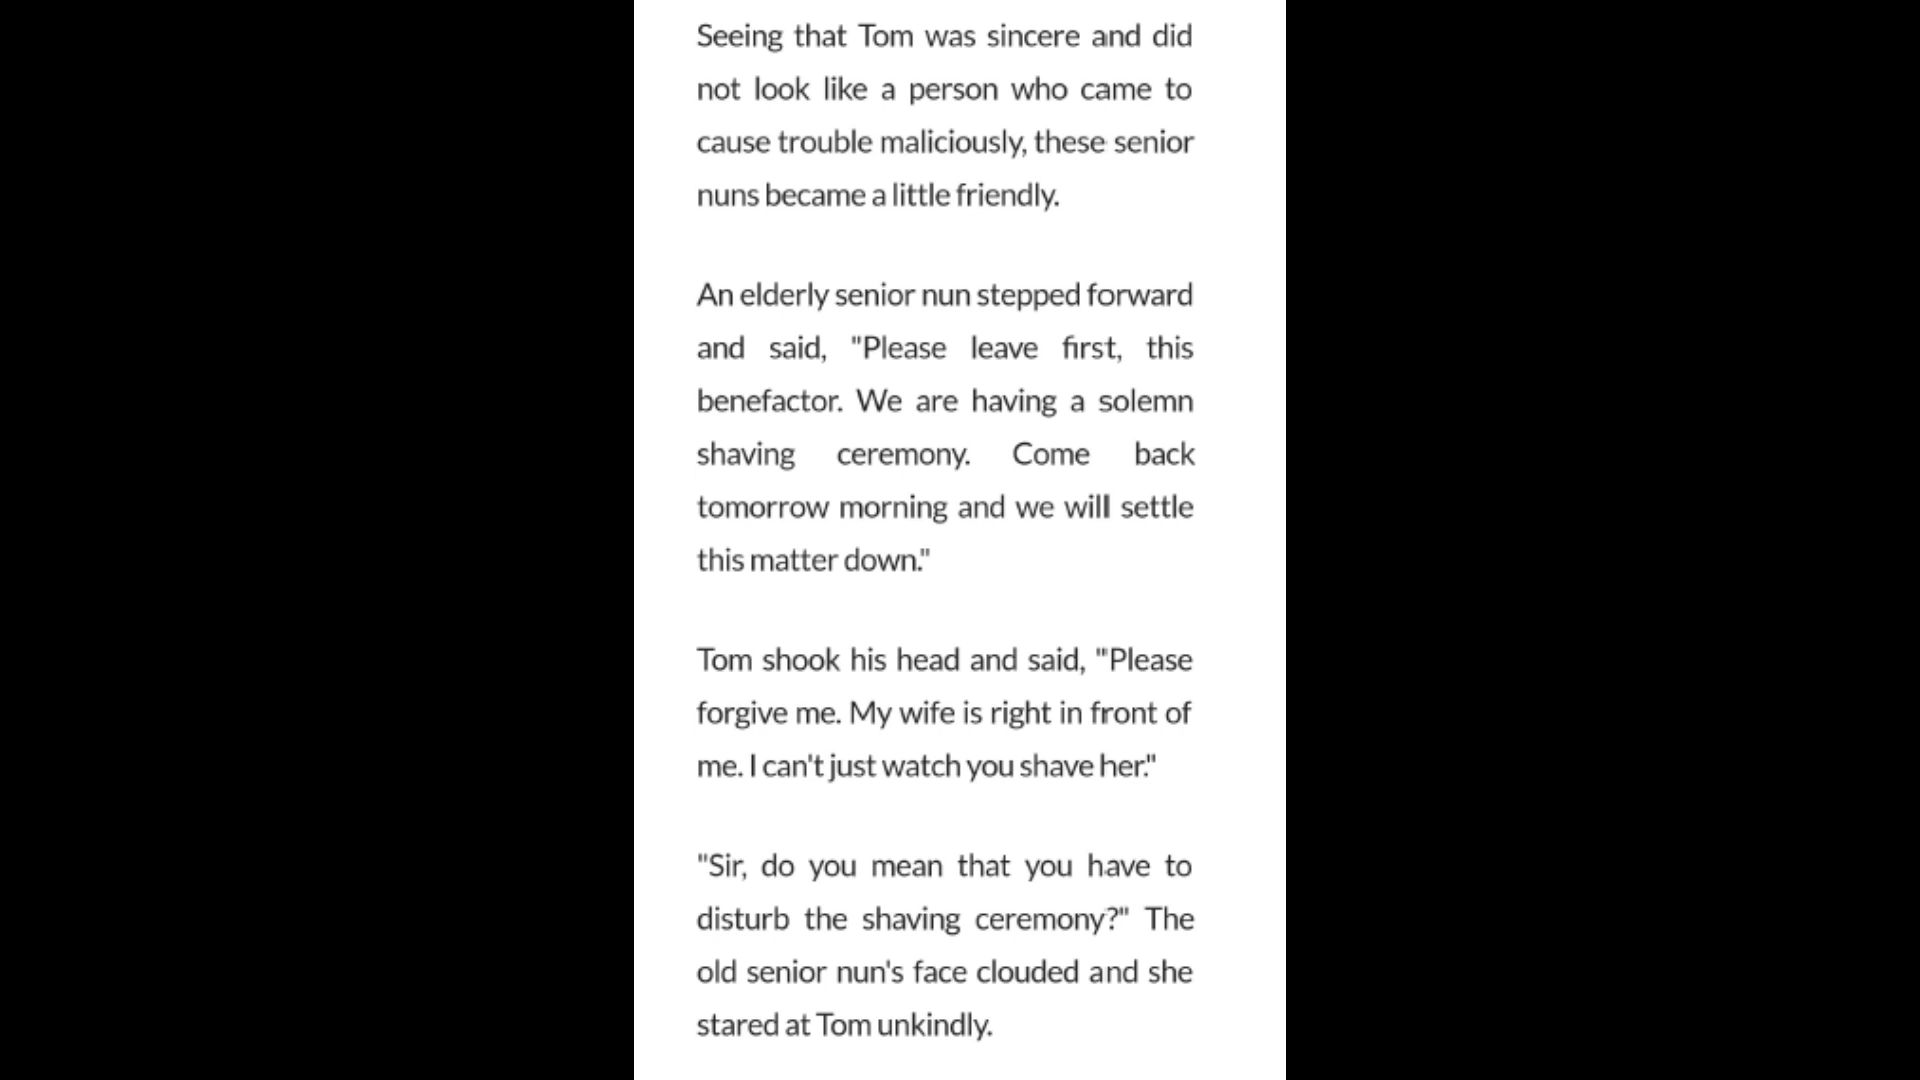 Seeing that Tom was sincere and did
not look like a person who came to
cause trouble maliciously, these senior
nuns became a little friendly.
An elderly senior nun stepped forward
and said, "Please leave first, this
benefactor. We are having a solemn
shaving ceremony. Come back
tomorrow morning and we will settle
this matter down."
Tom shook his head and said, "Please
forgive me. My wife is right in front of
me. I can't just watch you shave her."
"Sir, do you mean that you have to
disturb the shaving ceremony?" The
old senior nun's face clouded and she
stared at Tom unkindly.